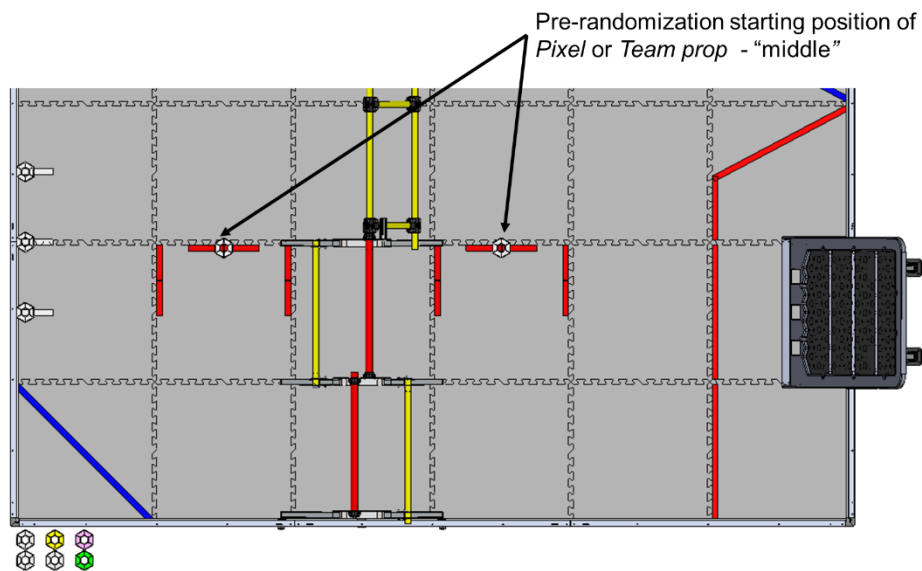 Pre-randomization starting position of
Pixel or Team prop - “middle”